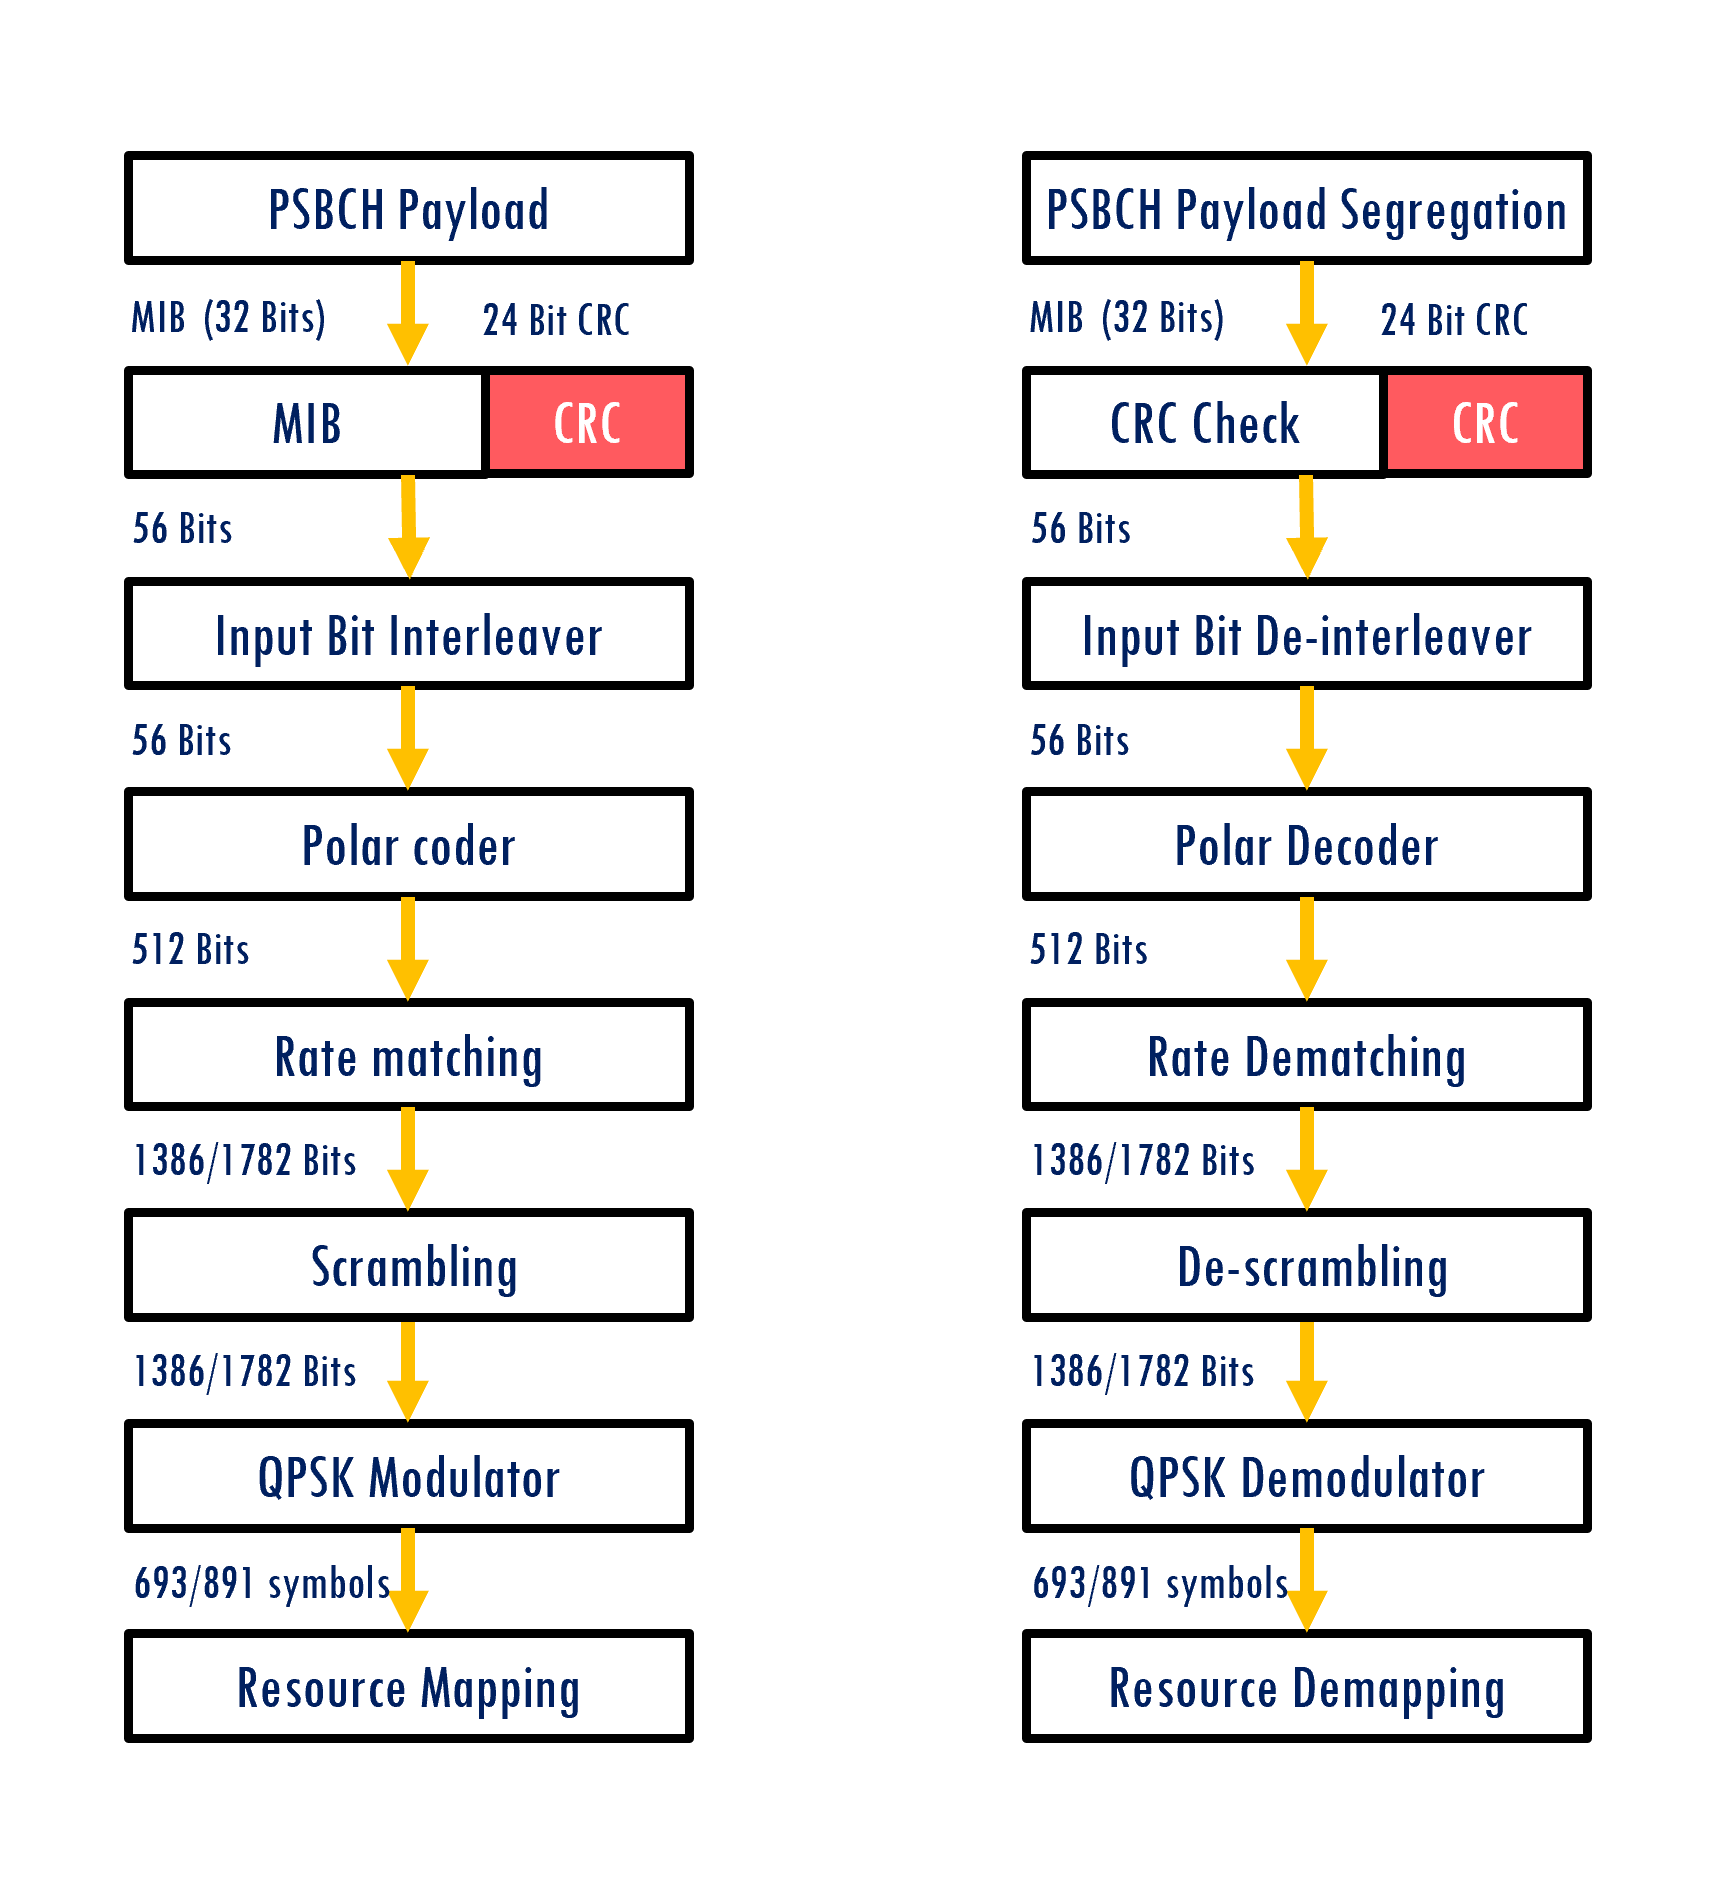 PSBCH Payload
MIB (32 Bits)
24 Bit CRC
MIB
CRC
56 Bits
Input Bit Interleaver
56 Bits
Polar coder
512 Bits
Rate matching
1386/1782 Bits
Scrambling
1386/1782 Bits
QPSK Modulator
693/891 symbols
Resource Mapping
PSBCH Payload Segregation
MIB (32 Bits)
24 Bit CRC
CRC Check
CRC
56 Bits
Input Bit De-interleaver
56 Bits
Polar Decoder
512 Bits
Rate Dematching
1386/1782 Bits
De-scrambling
1386/1782 Bits
QPSK Demodulator
693/891 symbols
Resource Demapping